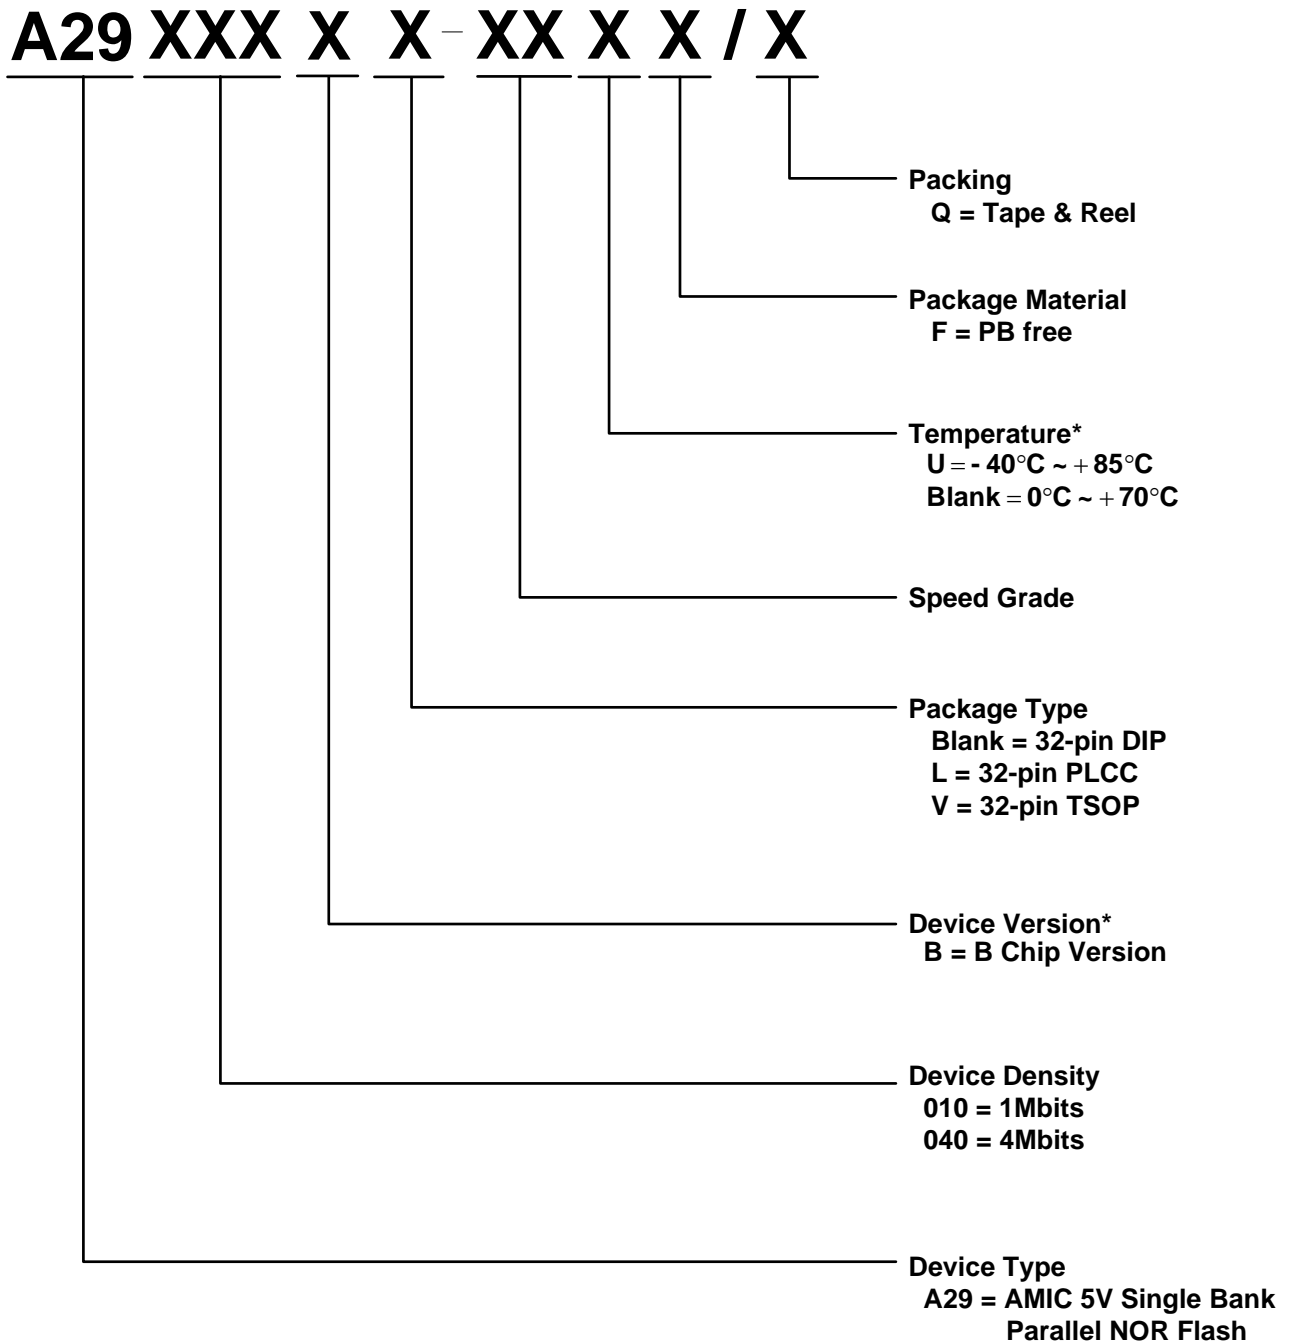 A29 XXX X X - XX X X / X
Packing
Q = Tape & Reel
Package Material
F = PB free
Temperature*
U = - 40°C ~ + 85°C
Blank = 0°C ~ + 70°C
Speed Grade
Package Type
Blank = 32-pin DIP
L = 32-pin PLCC
V = 32-pin TSOP
Device Version*
B = B Chip Version
Device Density
010 = 1Mbits
040 = 4Mbits
Device Type
A29 = AMIC 5V Single Bank
Parallel NOR Flash